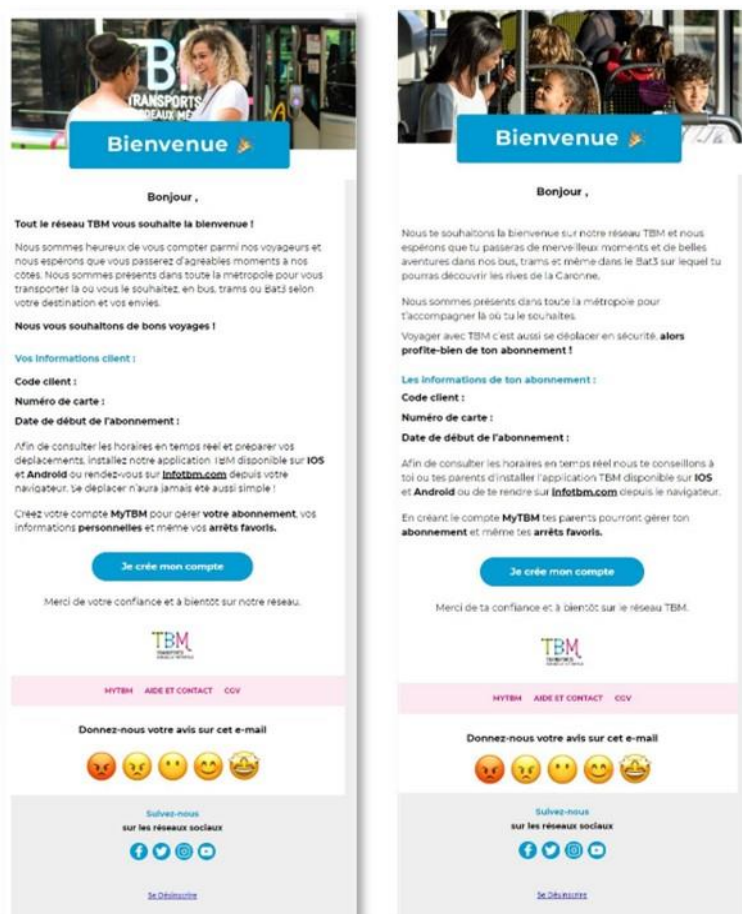 TBM
TRANSPORTS
Bienvenue
Bonjour ,
Tout le réseau TBM vous souhaite la bienvenue !
Nous sommes heureux de vous compter parmi nos voyageurs et
nous espérons que vous passerez d'agréables moments à nos
côtés. Nous sommes présents dans toute la métropole pour vous
transporter là où vous le souhaitez, en bus, trams ou Bat3 selon
votre destination et vos envies.
Nous vous souhaitons de bons voyages !
Vos informations client :
Code client :
Numéro de carte :
Date de début de l'abonnement :
Afin de consulter les horaires en temps réel et préparer vos
déplacements, installez notre application TBM disponible sur IOS
et Android ou rendez-vous sur Infotbm.com depuis votre
navigateur. Se déplacer n'aura jamais été aussi simple !
Créez votre compte MyTBM pour gérer votre abonnement, vos
informations personnelles et même vos arrêts favoris.
Je crée mon compte
Merci de votre confiance et à bientôt sur notre réseau.
TBM
MYTBM AIDE ET CONTACT CGV
Donnez-nous votre avis sur cet e-mail
Suivez-nous
sur les réseaux sociaux
Se Désinscrire
Bienvenue
Bonjour ,
Nous te souhaitons la bienvenue sur notre réseau TBM et nous
espérons que tu passeras de merveilleux moments et de belles
aventures dans nos bus, trams et même dans le Bat3 sur lequel tu
pourras découvrir les rives de la Garonne.
Nous sommes présents dans toute la métropole pour
t'accompagner là où tu le souhaites.
Voyager avec TBM c'est aussi se déplacer en sécurité, alors
profite-bien de ton abonnement !
Les informations de ton abonnement :
Code client :
Numéro de carte :
Date de début de l'abonnement :
Afin de consulter les horaires en temps réel nous te conseillons à
toi ou tes parents d'installer l'application TBM disponible sur IOS
et Android ou de te rendre sur Infotbm.com depuis le navigateur.
En créant le compte MyTBM tes parents pourront gérer ton
abonnement et même tes arrêts favoris.
Je crée mon compte
Merci de ta confiance et à bientôt sur le réseau TBM.
TBM
MYTBM AIDE ET CONTACT CGV
Donnez-nous votre avis sur cet e-mail
Suivez-nous
sur les réseaux sociaux
Se Désinscrire